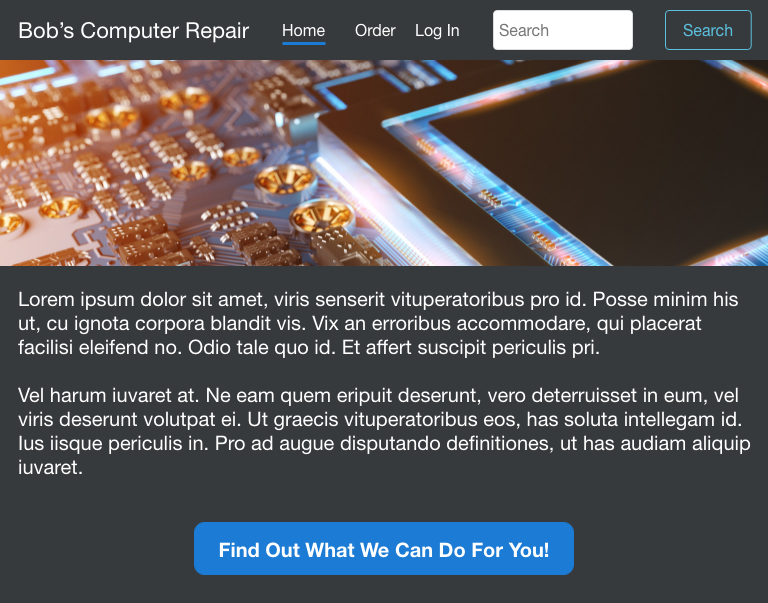 Bob’s Computer Repair Home Order Log In Search Search
Lorem ipsum dolor sit amet, viris senserit vituperatoribus pro id. Posse minim his
ut, cu ignota corpora blandit vis. Vix an erroribus accommodare, qui placerat
facilisi eleifend no. Odio tale quo id. Et affert suscipit periculis pri.
Vel harum iuvaret at. Ne eam quem eripuit deserunt, vero deterruisset in eum, vel
viris deserunt volutpat ei. Ut graecis vituperatoribus eos, has soluta intellegam id.
Ius iisque periculis in. Pro ad augue disputando definitiones, ut has audiam aliquip
iuvaret.
Find Out What We Can Do For You!